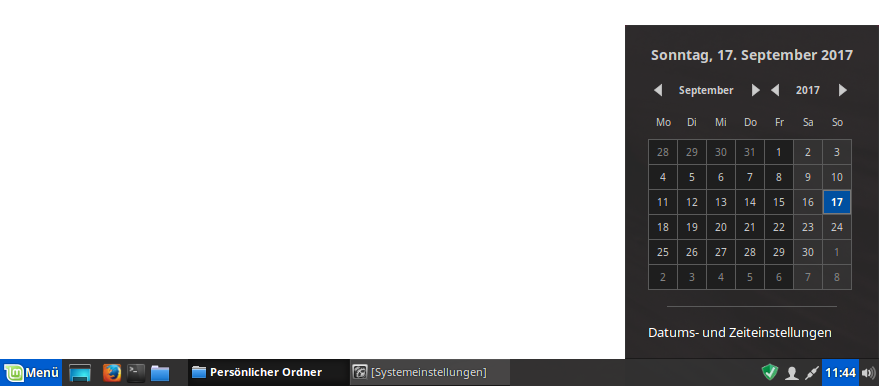 Sonntag, 17. September 2017
September 2017
Mo Di Mi Do Fr Sa So
28 29 30 31 1 2 3
4 5 6 7 8 9 10
11 12 13 14 15 16 17
18 19 20 21 22 23 24
25 26 27 28 29 30 1
2 3 4 5 6 7 8
Datums- und Zeiteinstellungen
Menü Persönlicher Ordner [Systemeinstellungen] 11:44